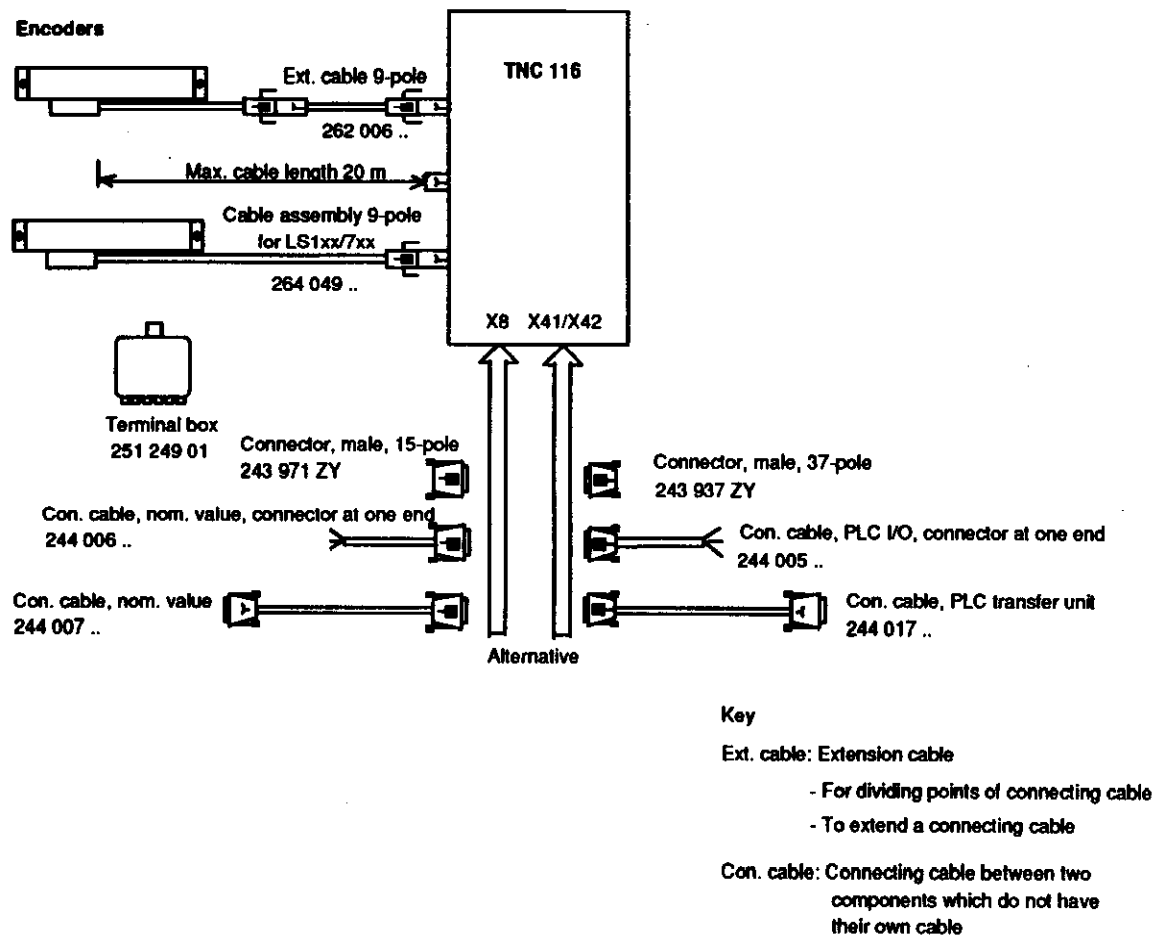 Encoders
TNC 116
Ext. cable 9-pole
262 006 ..
Max. cable length 20 m
Cable assembly 9-pole
for LS1xx/7xx
264 049 ..
X8 X41/X42
Terminal box
251 249 01
Connector, male, 15-pole
243 971 ZY
Connector, male, 37-pole
243 937 ZY
Con. cable, nom. value, connector at one end
244 006 ..
Con. cable, PLC I/O, connector at one end
244 005 ..
Con. cable, nom. value
244 007 ..
Con. cable, PLC transfer unit
244 017 ..
Alternative
Key
Ext. cable: Extension cable
- For dividing points of connecting cable
- To extend a connecting cable
Con. cable: Connecting cable between two
components which do not have
their own cable